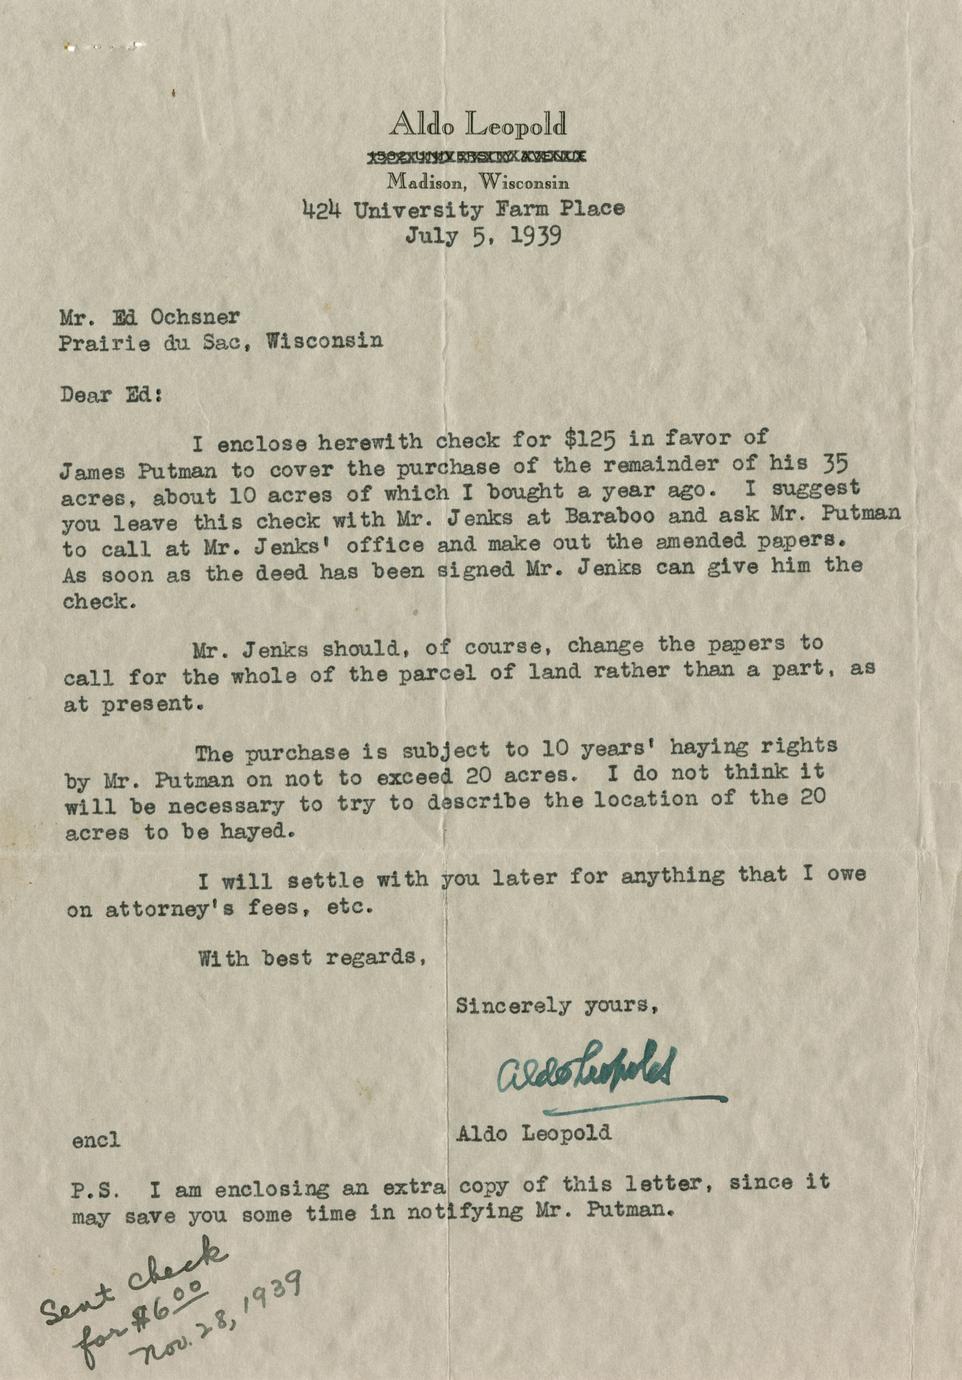 Aldo Leopold
Madison, Wisconsin
424 University Farm Place
July 5, 1939
Mr. Ed Ochsner
Prairie du Sac, Wisconsin
Dear Ed:
I enclose herewith check for $125 in favor of
James Putman to cover the purchase of the remainder of his 35
acres, about 10 acres of which I bought a year ago. I suggest
you leave this check with Mr. Jenks at Baraboo and ask Mr. Putman
to call at Mr. Jenks' office and make out the amended papers.
As soon as the deed has been signed Mr. Jenks can give him the
check.
Mr. Jenks should, of course, change the papers to
call for the whole of the parcel of land rather than a part, as
at present.
The purchase is subject to 10 years' haying rights
by Mr. Putman on not to exceed 20 acres. I do not think it
will be necessary to try to describe the location of the 20
acres to be hayed.
I will settle with you later for anything that I owe
on attorney's fees, etc.
With best regards,
Sincerely yours,
Aldo Leopold
encl Aldo Leopold
P.S. I am enclosing an extra copy of this letter, since it
may save you some time in notifying Mr. Putman.
Sent check
for $6 00
Nov. 28, 1939